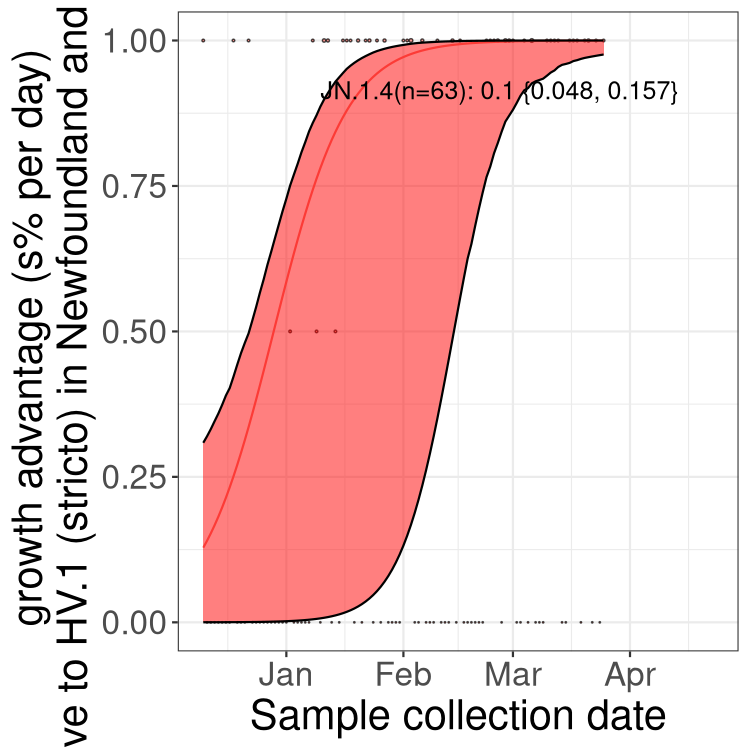 growth advantage (s% per day)
ve to HV.1 (stricto) in Newfoundland and
1.00
0.75
0.50
0.25
0.00
JN.1.4(n=63): 0.1 {0.048, 0.157}
Jan
Feb
Mar
Apr
Sample collection date